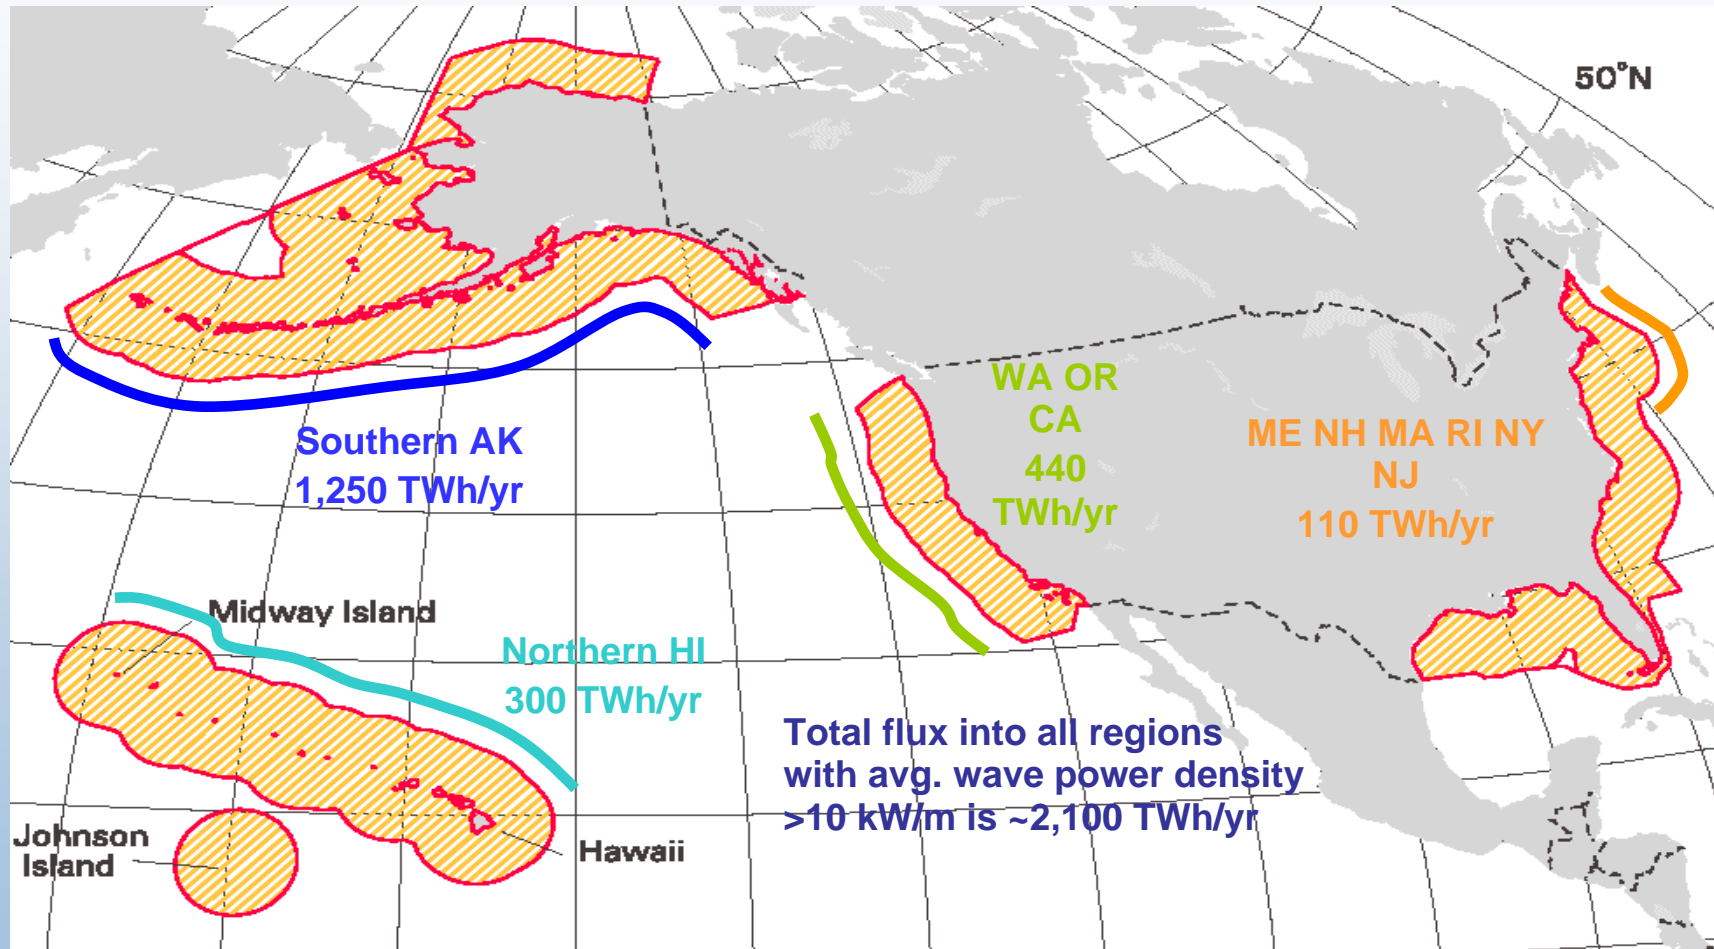 50°N
WA OR
CA
440
TWh/yr
ME NH MA RI NY
NJ
110 TWh/yr
Southern AK
1,250 TWh/yr
Midway Island
Northern HI
300 TWh/yr
Total flux into all regions
with avg. wave power density
>10 kW/m is ~2,100 TWh/yr
Johnson
Island
Hawaii